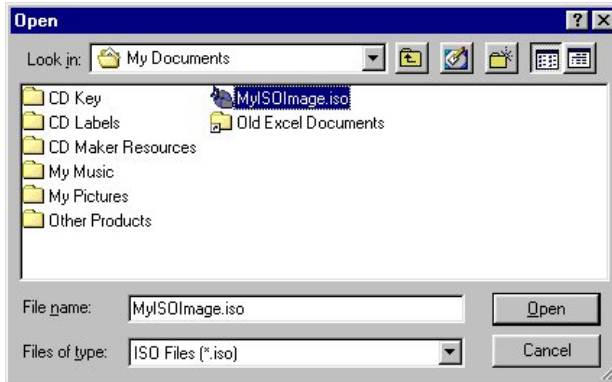 Open
Look in: My Documents
CD Key
CD Labels
CD Maker Resources
My Music
My Pictures
Other Products
MyISOImage.iso
Old Excel Documents
File name: MyISOImage.iso Open
Files of type: ISO Files (*.iso) Cancel